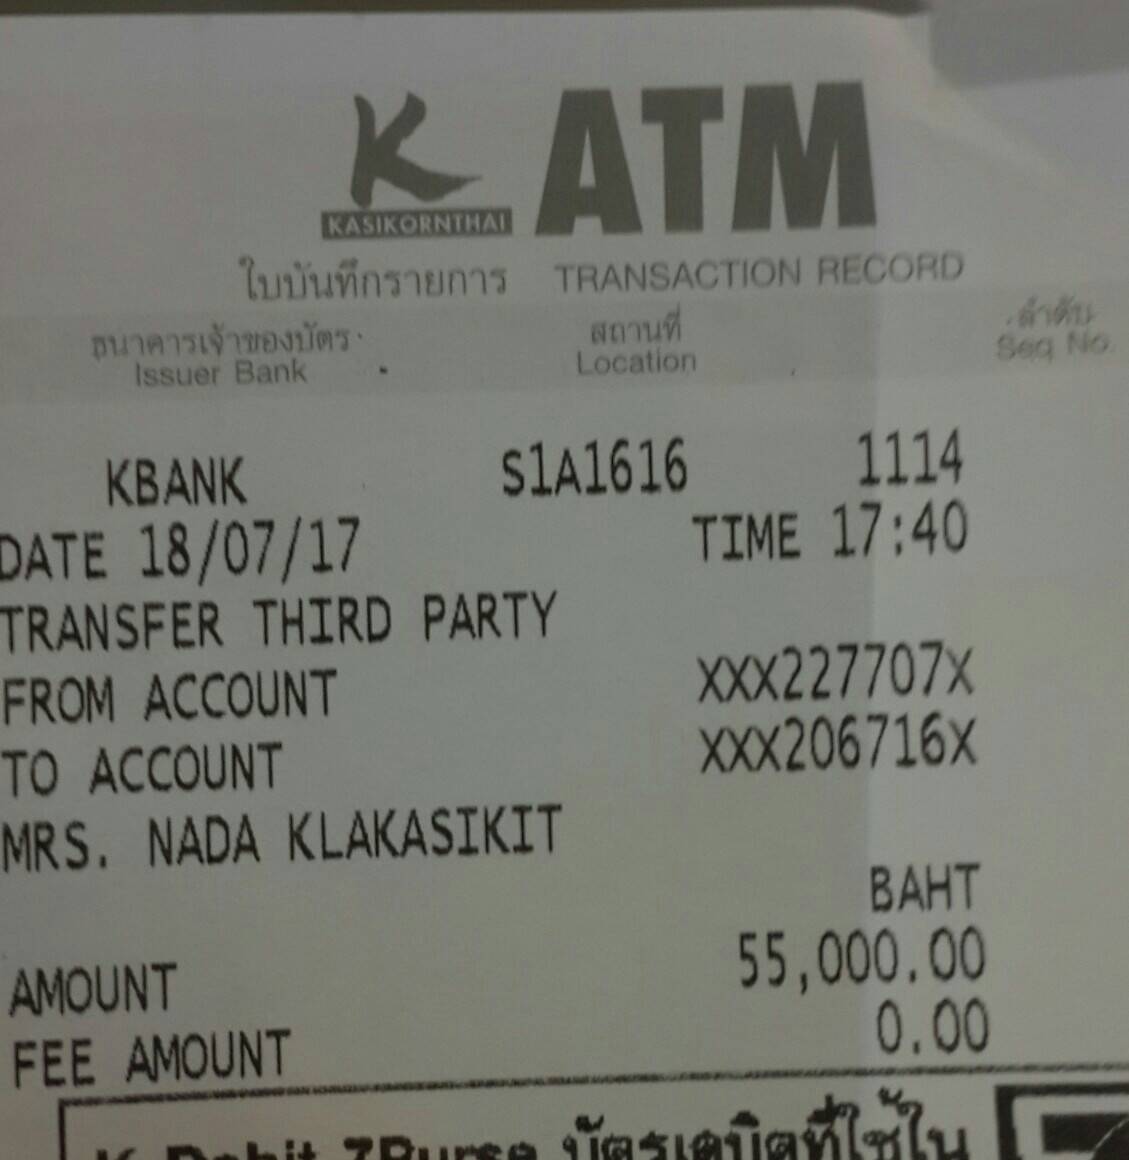 K ATM
KASIKORNTHAI
ใบบันทึกรายการ TRANSACTION RECORD
ธนาคารเจ้าของบัตร สถานที่ ลำดับ
Issuer Bank Location Seq No.
KBANK S1A1616 1114
DATE 18/07/17 TIME 17:40
TRANSFER THIRD PARTY
FROM ACCOUNT XXX227707X
TO ACCOUNT XXX206716X
MRS. NADA KLAKASIKIT
BAHT
AMOUNT 55,000.00
FEE AMOUNT 0.00
K-Debit ZPurse บัตรเดบิตที่ใช้ใน